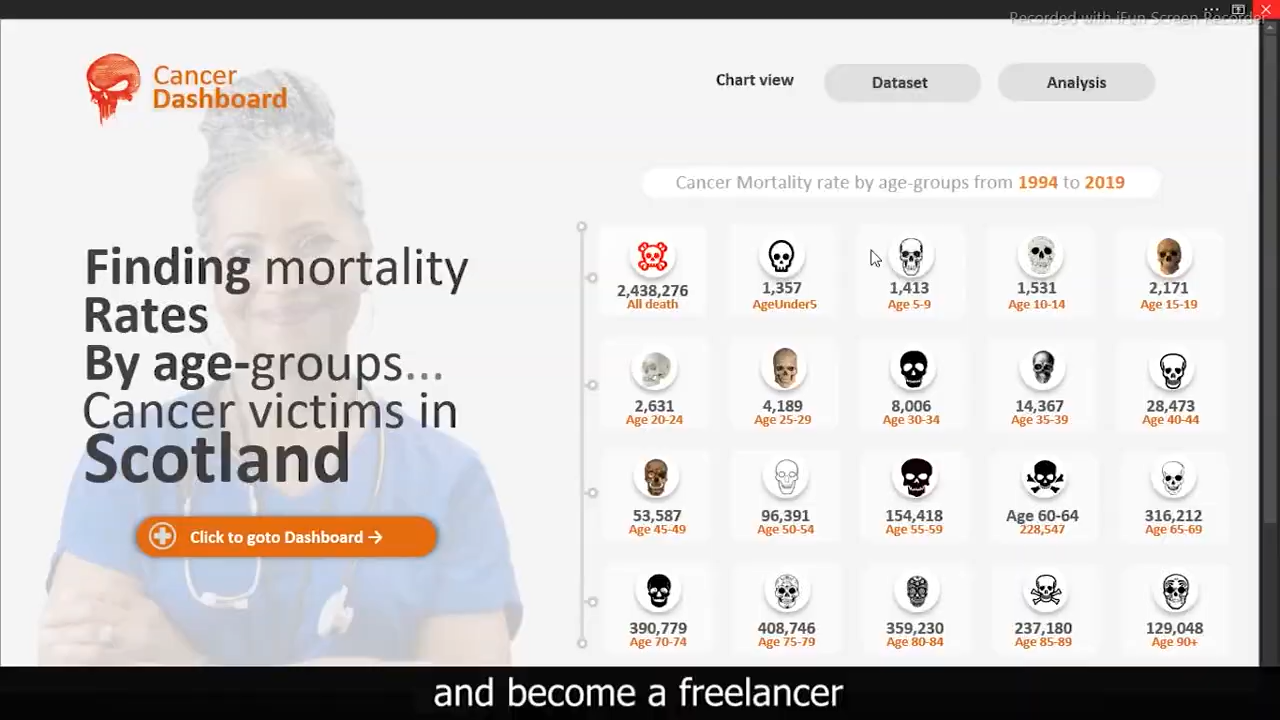 Recorded with iFun Screen Recorder
Cancer
Dashboard
Chart view
Dataset
Analysis
Cancer Mortality rate by age-groups from 1994 to 2019
Finding mortality
Rates
By age-groups...
Cancer victims in
Scotland
Click to goto Dashboard →
2,438,276
All death
1,357
AgeUnder5
1,413
Age 5-9
1,531
Age 10-14
2,171
Age 15-19
2,631
Age 20-24
4,189
Age 25-29
8,006
Age 30-34
14,367
Age 35-39
28,473
Age 40-44
53,587
Age 45-49
96,391
Age 50-54
154,418
Age 55-59
Age 60-64
228,547
316,212
Age 65-69
390,779
Age 70-74
408,746
Age 75-79
359,230
Age 80-84
237,180
Age 85-89
129,048
Age 90+
and become a freelancer